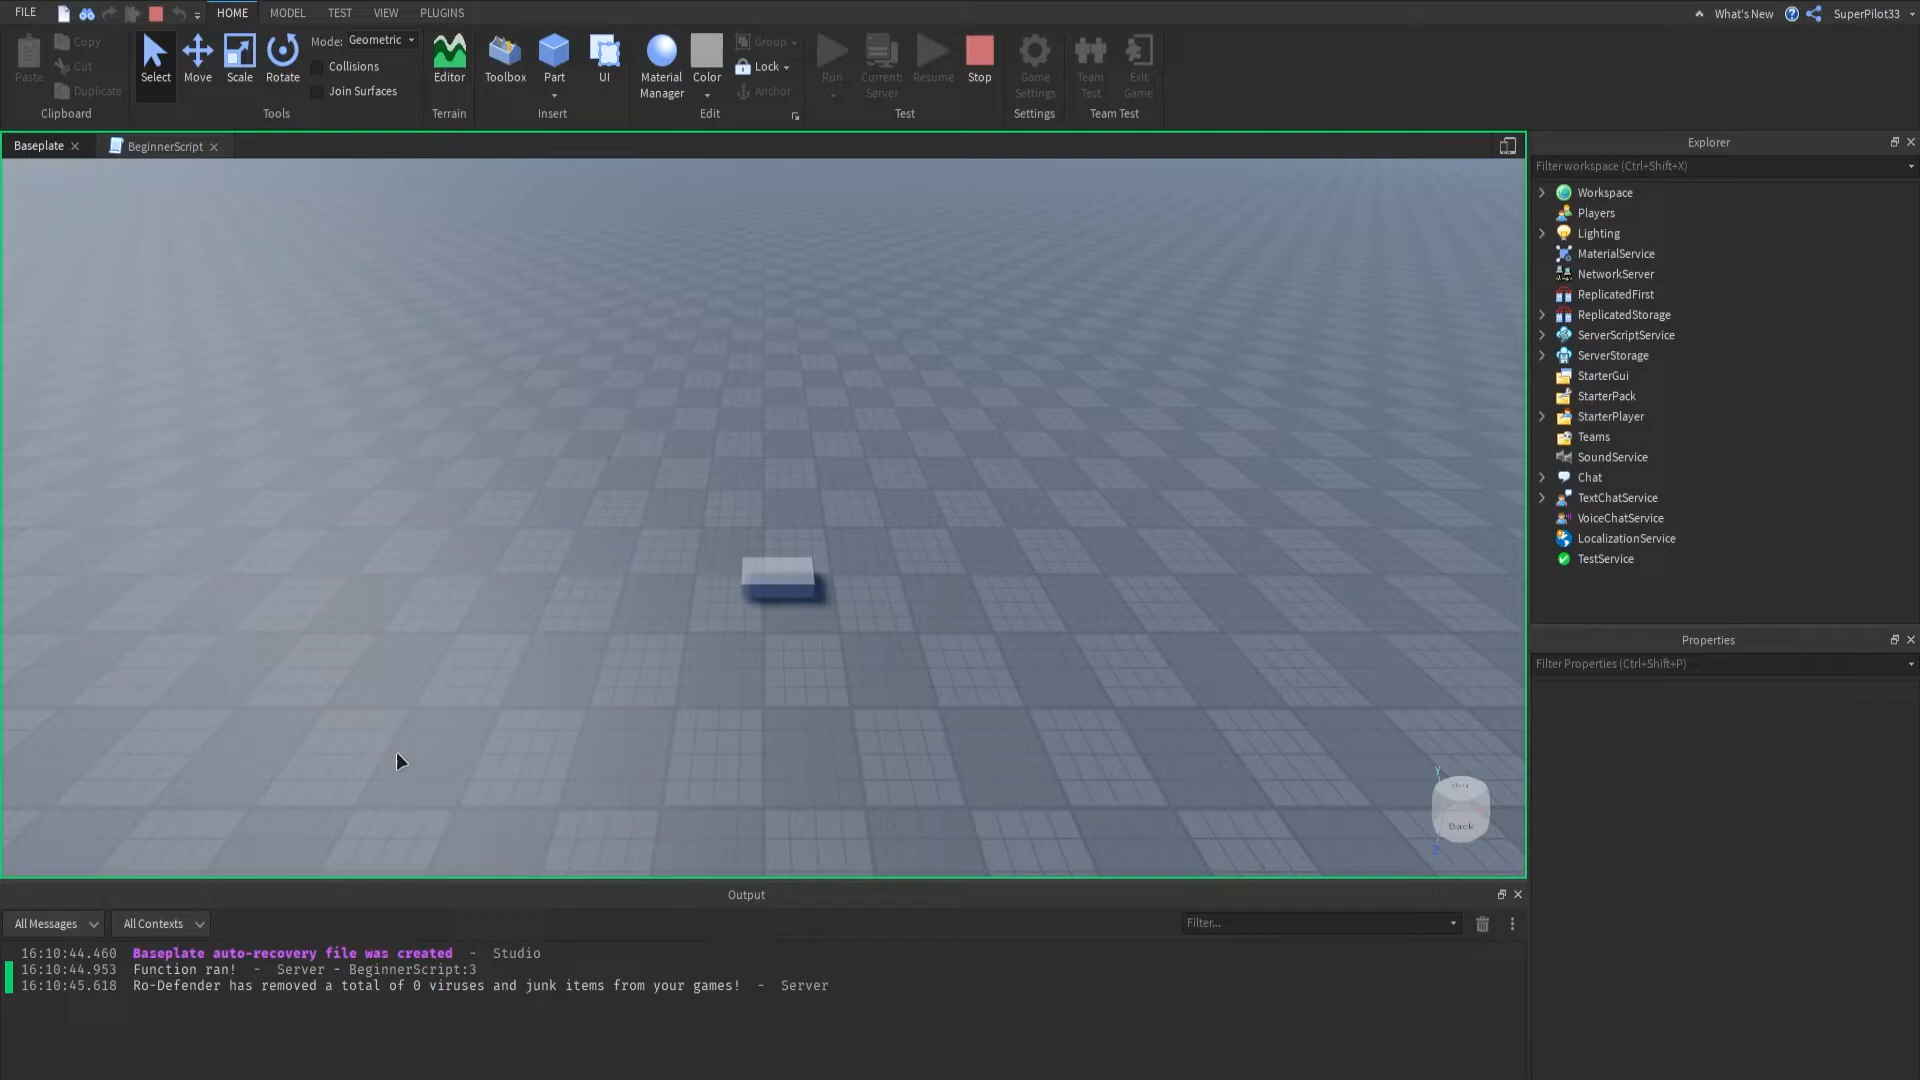 FILE HOME MODEL TEST VIEW PLUGINS What's New SuperPilot33
Paste Copy Cut Duplicate
Clipboard
Select Move Scale Rotate Mode: Geometric
Collisions
Join Surfaces
Tools
Editor
Terrain
Toolbox Part UI
Insert
Material Manager Color Group Lock Anchor
Edit
Run Current: Server Resume Stop
Test
Game Settings
Settings
Team Test Exit Game
Team Test
Baseplate BeginnerScript
Back
Y
Z
Explorer
Filter workspace (Ctrl+Shift+X)
Workspace
Players
Lighting
MaterialService
NetworkServer
ReplicatedFirst
ReplicatedStorage
ServerScriptService
ServerStorage
StarterGui
StarterPack
StarterPlayer
Teams
SoundService
Chat
TextChatService
VoiceChatService
LocalizationService
TestService
Properties
Filter Properties (Ctrl+Shift+P)
Output
All Messages All Contexts Filter...
16:10:44.460 Baseplate auto-recovery file was created - Studio
16:10:44.953 Function ran! - Server - BeginnerScript:3
16:10:45.618 Ro-Defender has removed a total of 0 viruses and junk items from your games! - Server